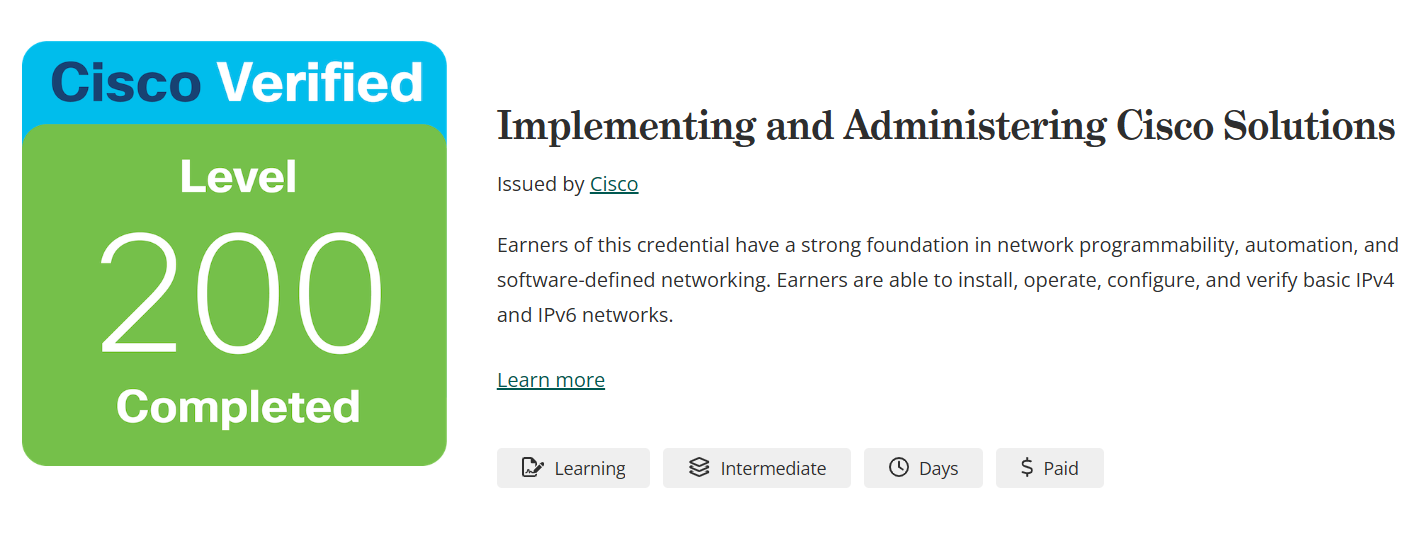 Cisco Verified
Level
200
Completed
Implementing and Administering Cisco Solutions
Issued by Cisco
Earners of this credential have a strong foundation in network programmability, automation, and
software-defined networking. Earners are able to install, operate, configure, and verify basic IPv4
and IPv6 networks.
Learn more
Learning
Intermediate
Days
Paid